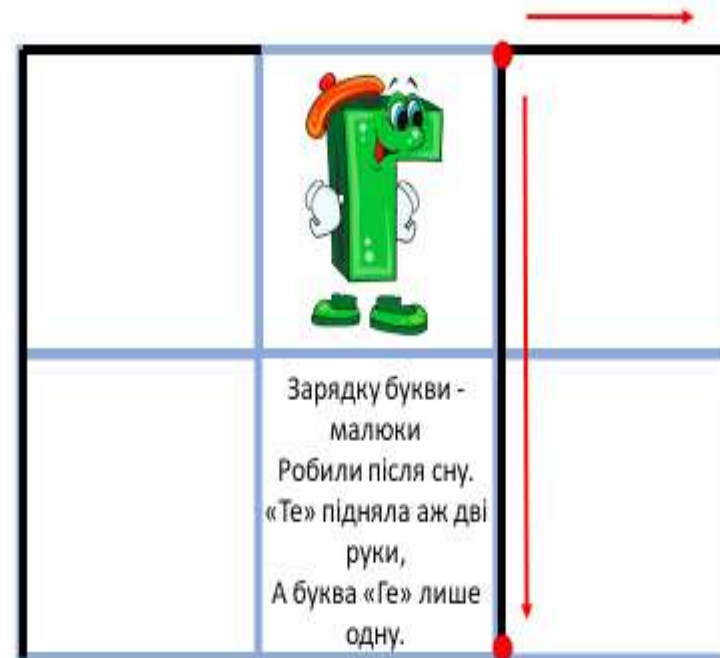 Зарядку букви -
малюки
Робили після сну.
«Те» підняла аж дві
руки,
А буква «Ге» лише
одну.